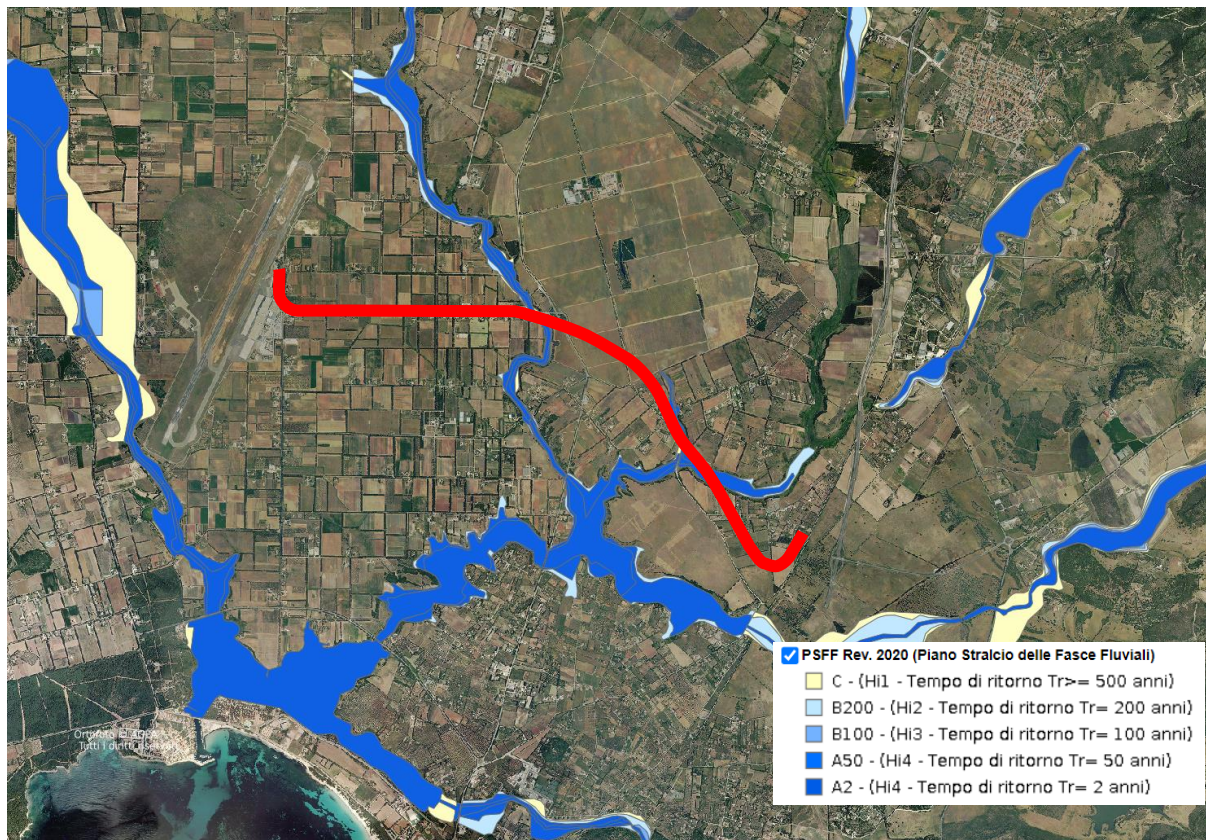 PSFF Rev. 2020 (Piano Stralcio delle Fasce Fluviali)
C - (Hi1 - Tempo di ritorno Tr>= 500 anni)
B200 - (Hi2 - Tempo di ritorno Tr= 200 anni)
B100 - (Hi3 - Tempo di ritorno Tr= 100 anni)
A50 - (Hi4 - Tempo di ritorno Tr= 50 anni)
A2 - (Hi4 - Tempo di ritorno Tr= 2 anni)
Ortofoto ©
Tutti i diritti